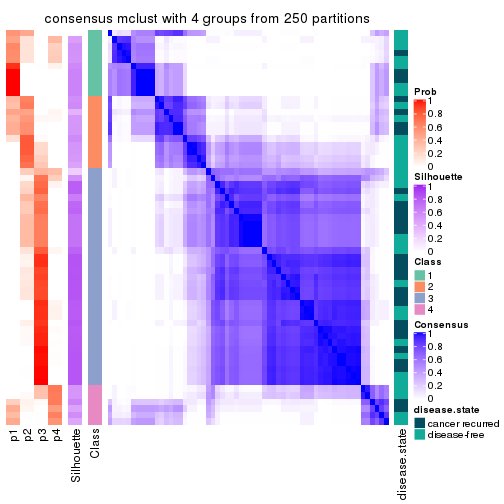 consensus mclust with 4 groups from 250 partitions
Prob
1
0.8
0.6
0.4
0.2
0
Silhouette
1
0.8
0.6
0.4
0.2
0
Class
1
2
3
4
Consensus
1
0.8
0.6
0.4
0.2
0
disease.state
cancer recurred
disease-free
p1
p2
p3
p4
Silhouette
Class
disease.state